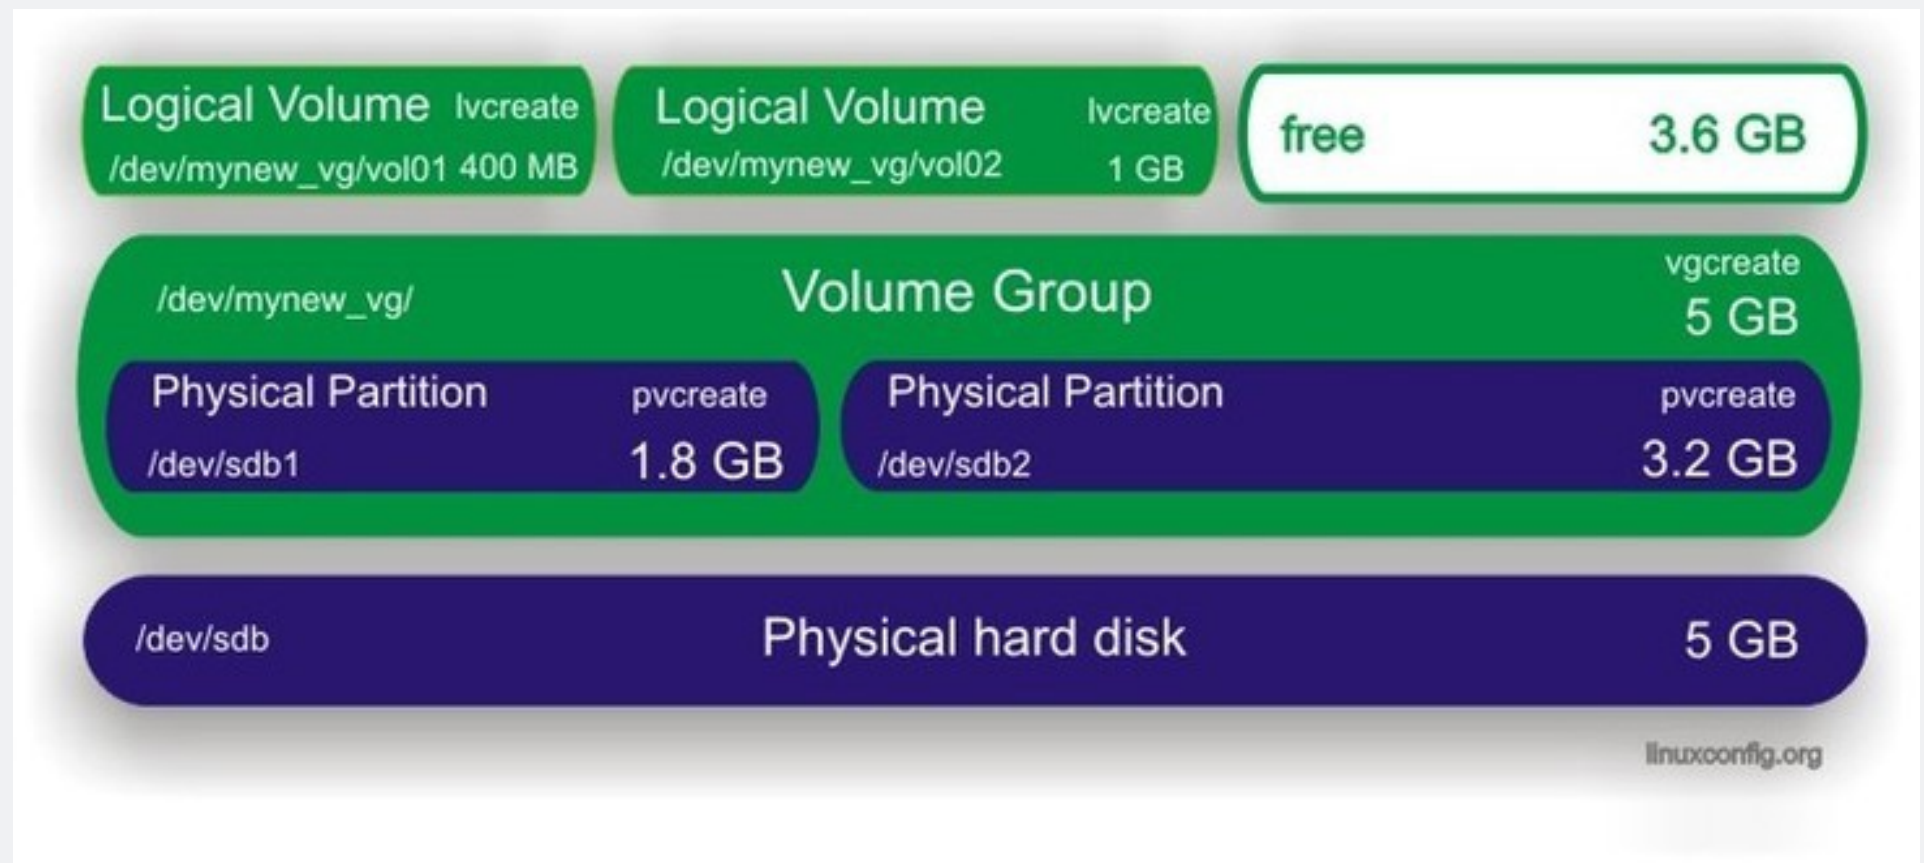 Logical Volume lvcreate
/dev/mynew_vg/vol01 400 MB
Logical Volume lvcreate
/dev/mynew_vg/vol02 1 GB
free 3.6 GB
/dev/mynew_vg/ Volume Group vgcreate
5 GB
Physical Partition pvcreate
/dev/sdb1 1.8 GB
Physical Partition pvcreate
/dev/sdb2 3.2 GB
/dev/sdb Physical hard disk 5 GB
linuxconfig.org